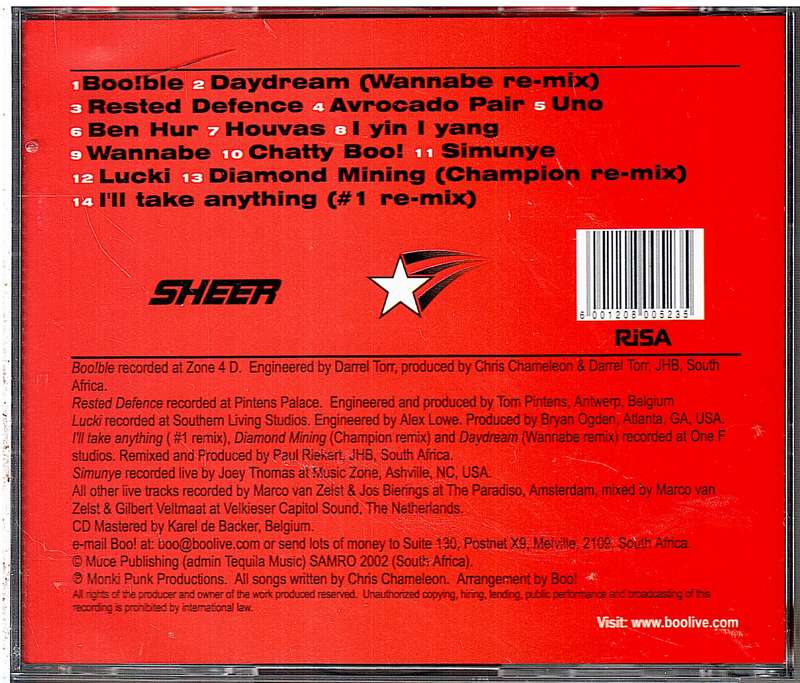 1 Boo!ble 2 Daydream (Wannabe re-mix)
3 Rested Defence 4 Avrocado Pair 5 Uno
6 Ben Hur 7 Houvas 8 I yin I yang
9 Wannabe 10 Chatty Boo! 11 Simunye
12 Lucki 13 Diamond Mining (Champion re-mix)
14 I'll take anything (#1 re-mix)
SHEER
6 001208 005235
RiSA
Boo!ble recorded at Zone 4 D. Engineered by Darrel Torr, produced by Chris Chameleon & Darrel Torr, JHB, South
Africa.
Rested Defence recorded at Pintens Palace. Engineered and produced by Tom Pintens, Antwerp, Belgium
Lucki recorded at Southern Living Studios. Engineered by Alex Lowe. Produced by Bryan Ogden, Atlanta, GA, USA.
I'll take anything ( #1 remix), Diamond Mining (Champion remix) and Daydream (Wannabe remix) recorded at One F
studios. Remixed and Produced by Paul Riekert, JHB, South Africa.
Simunye recorded live by Joey Thomas at Music Zone, Ashville, NC, USA.
All other live tracks recorded by Marco van Zelst & Jos Bierings at The Paradiso, Amsterdam, mixed by Marco van
Zelst & Gilbert Veltmaat at Velkieser Capitol Sound, The Netherlands.
CD Mastered by Karel de Backer, Belgium.
e-mail Boo! at: boo@boolive.com or send lots of money to Suite 130, Postnet X9, Melville, 2109, South Africa.
© Muce Publishing (admin Tequila Music) SAMRO 2002 (South Africa).
℗ Monki Punk Productions. All songs written by Chris Chameleon. Arrangement by Boo!
All rights of the producer and owner of the work produced reserved. Unauthorized copying, hiring, lending, public performance and broadcasting of this
recording is prohibited by international law.
Visit: www.boolive.com